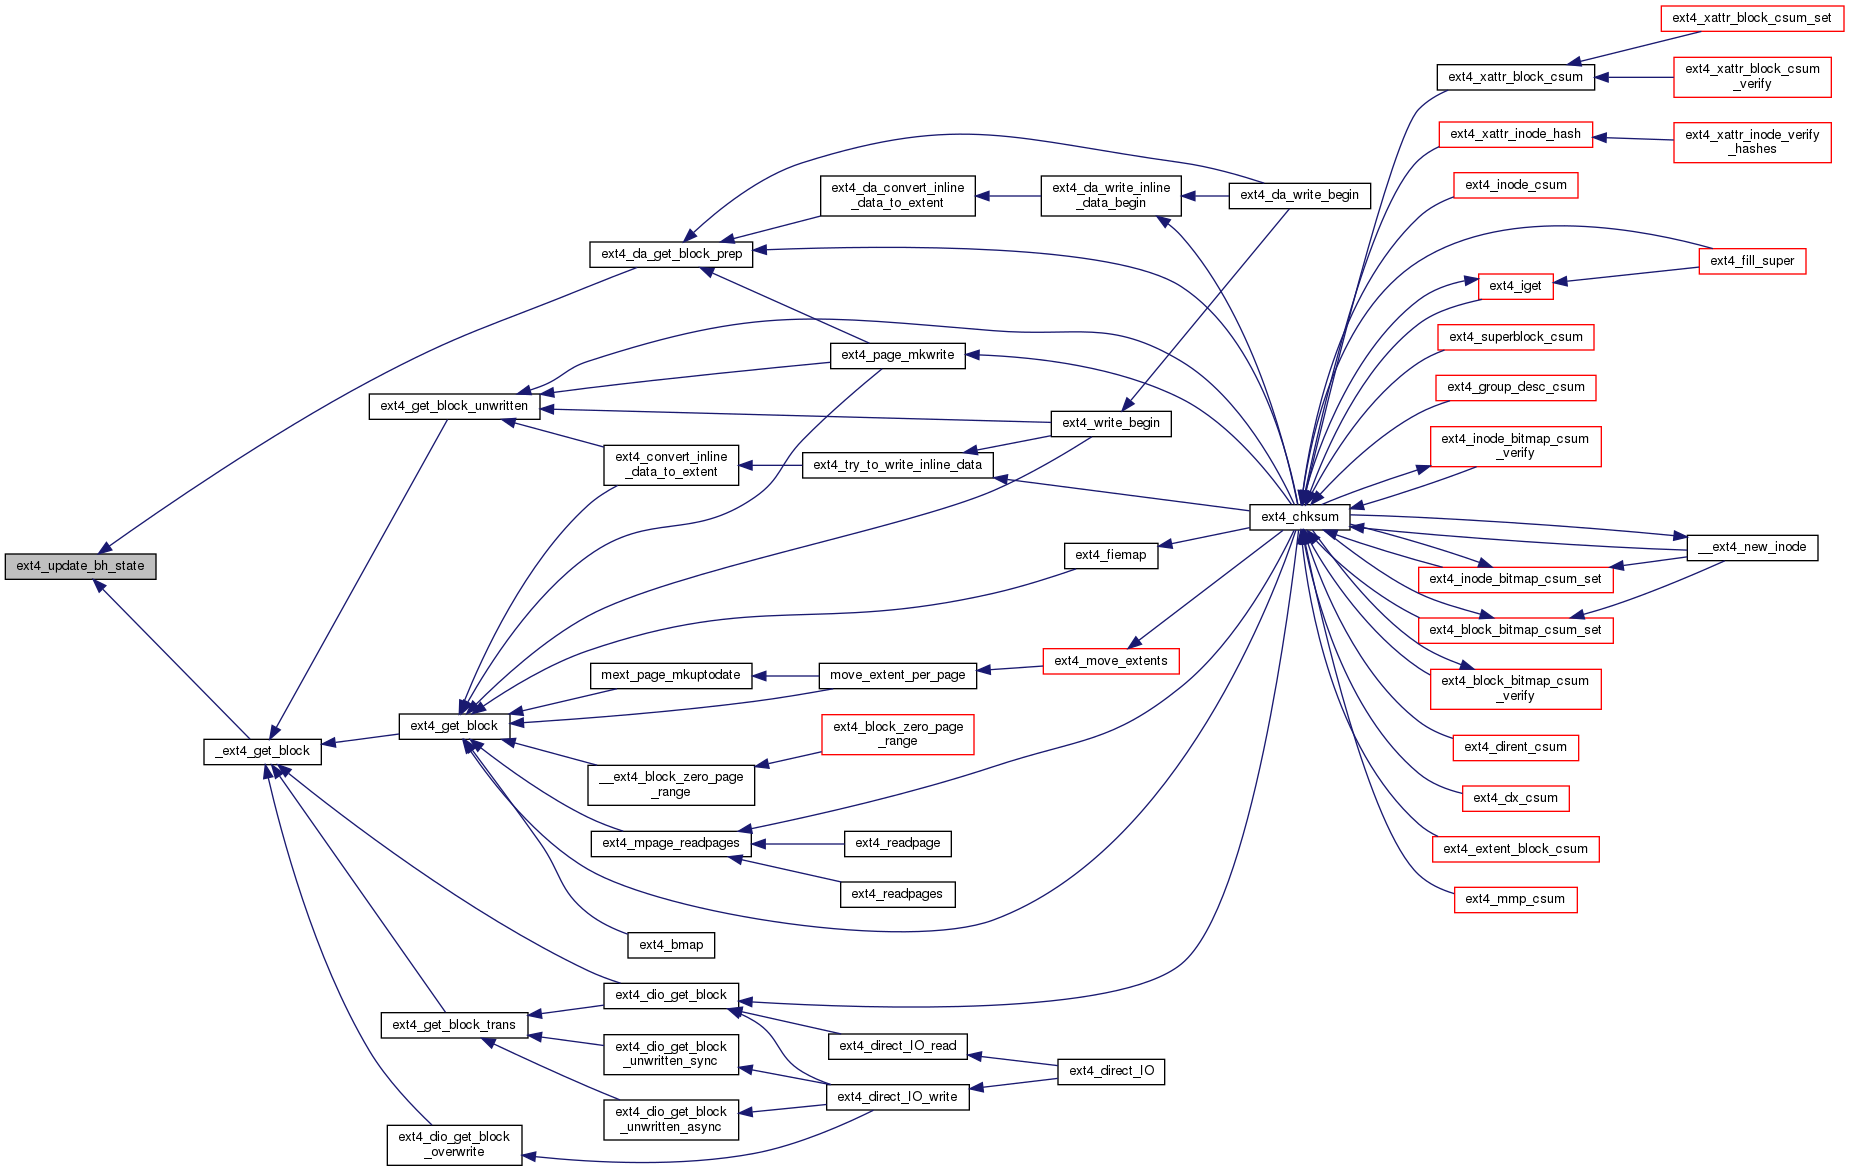 ext4_xattr_block_csum_set
ext4_xattr_block_csum
ext4_xattr_block_csum
_verify
ext4_xattr_inode_hash
ext4_xattr_inode_verify
_hashes
ext4_da_convert_inline
_data_to_extent
ext4_da_write_inline
_data_begin
ext4_da_write_begin
ext4_inode_csum
ext4_da_get_block_prep
ext4_fill_super
ext4_iget
ext4_superblock_csum
ext4_page_mkwrite
ext4_group_desc_csum
ext4_get_block_unwritten
ext4_write_begin
ext4_inode_bitmap_csum
_verify
ext4_convert_inline
_data_to_extent
ext4_try_to_write_inline_data
ext4_chksum
ext4_update_bh_state
ext4_fiemap
__ext4_new_inode
ext4_inode_bitmap_csum_set
ext4_block_bitmap_csum_set
mext_page_mkuptodate
move_extent_per_page
ext4_move_extents
ext4_block_bitmap_csum
_verify
_ext4_get_block
ext4_get_block
ext4_block_zero_page
_range
ext4_dirent_csum
__ext4_block_zero_page
_range
ext4_dx_csum
ext4_mpage_readpages
ext4_readpage
ext4_extent_block_csum
ext4_readpages
ext4_mmp_csum
ext4_bmap
ext4_dio_get_block
ext4_get_block_trans
ext4_dio_get_block
_unwritten_sync
ext4_direct_IO_read
ext4_direct_IO
ext4_direct_IO_write
ext4_dio_get_block
_unwritten_async
ext4_dio_get_block
_overwrite